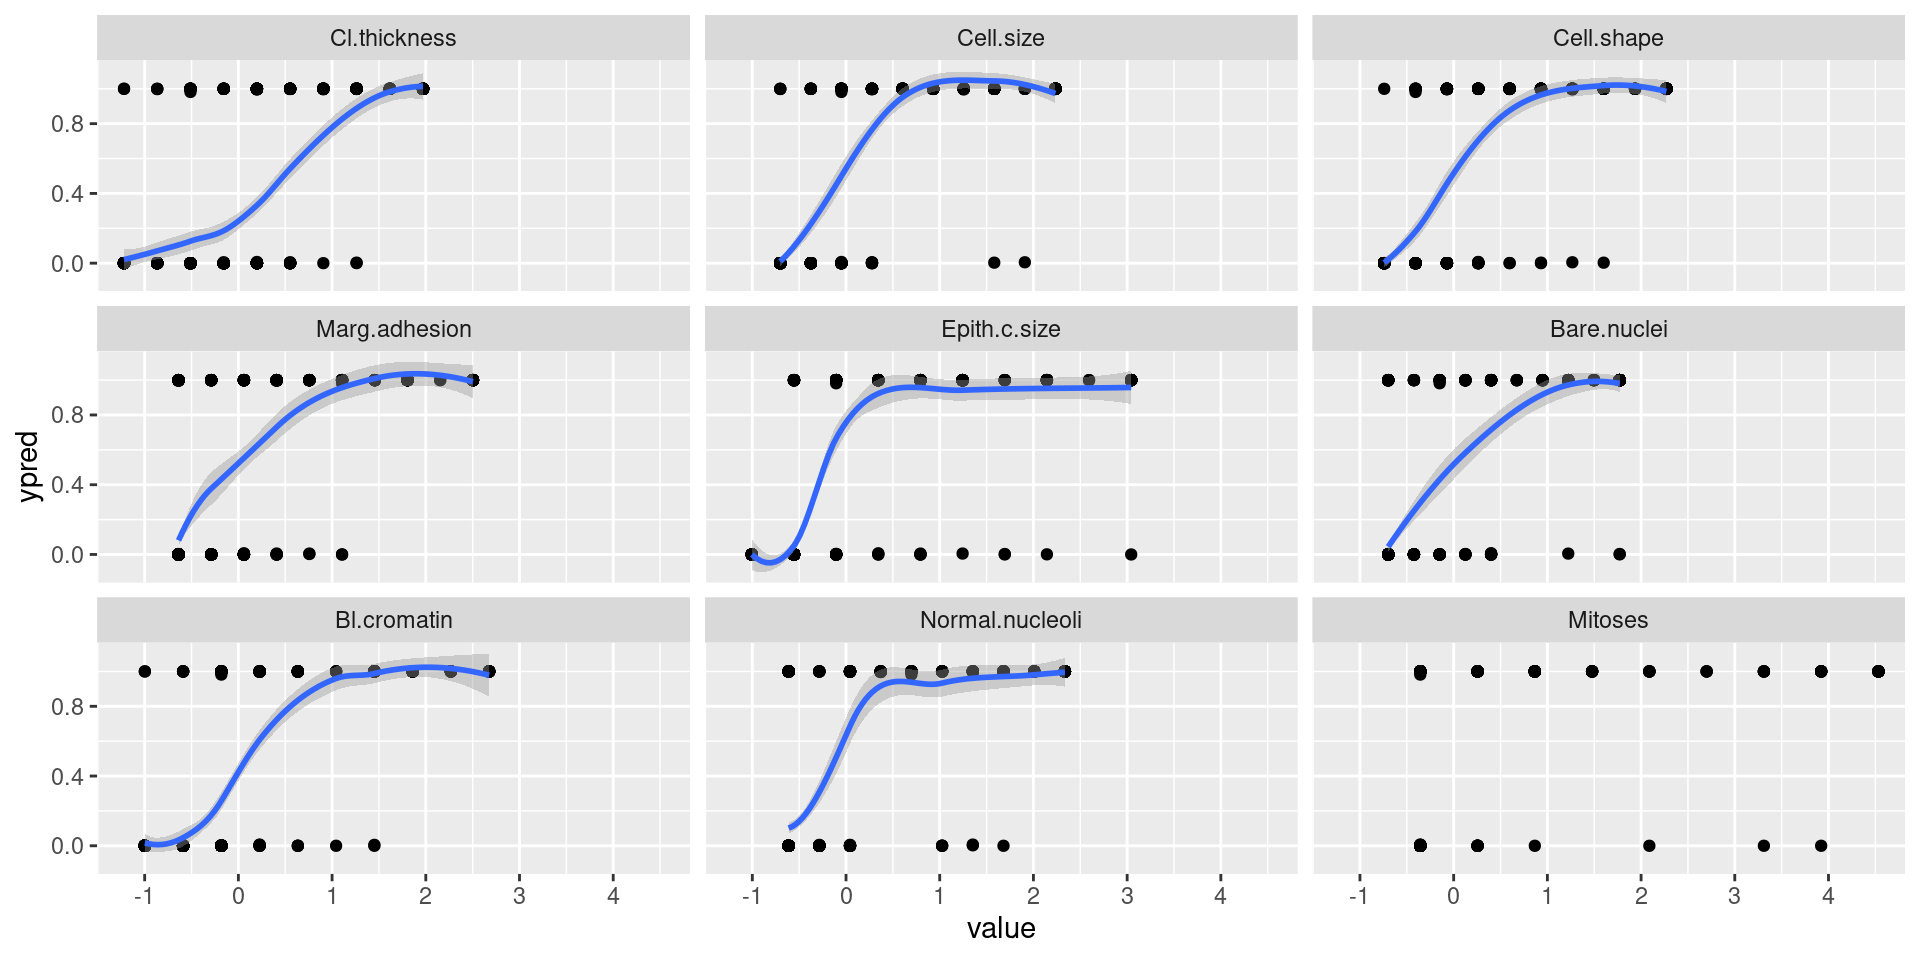 Cl.thickness Cell.size Cell.shape
0.8
0.4
0.0
Marg.adhesion Epith.c.size Bare.nuclei
ypred
0.8
0.4
0.0
Bl.cromatin Normal.nucleoli Mitoses
0.8
0.4
0.0
-1 0 1 2 3 4 -1 0 1 2 3 4 -1 0 1 2 3 4
value